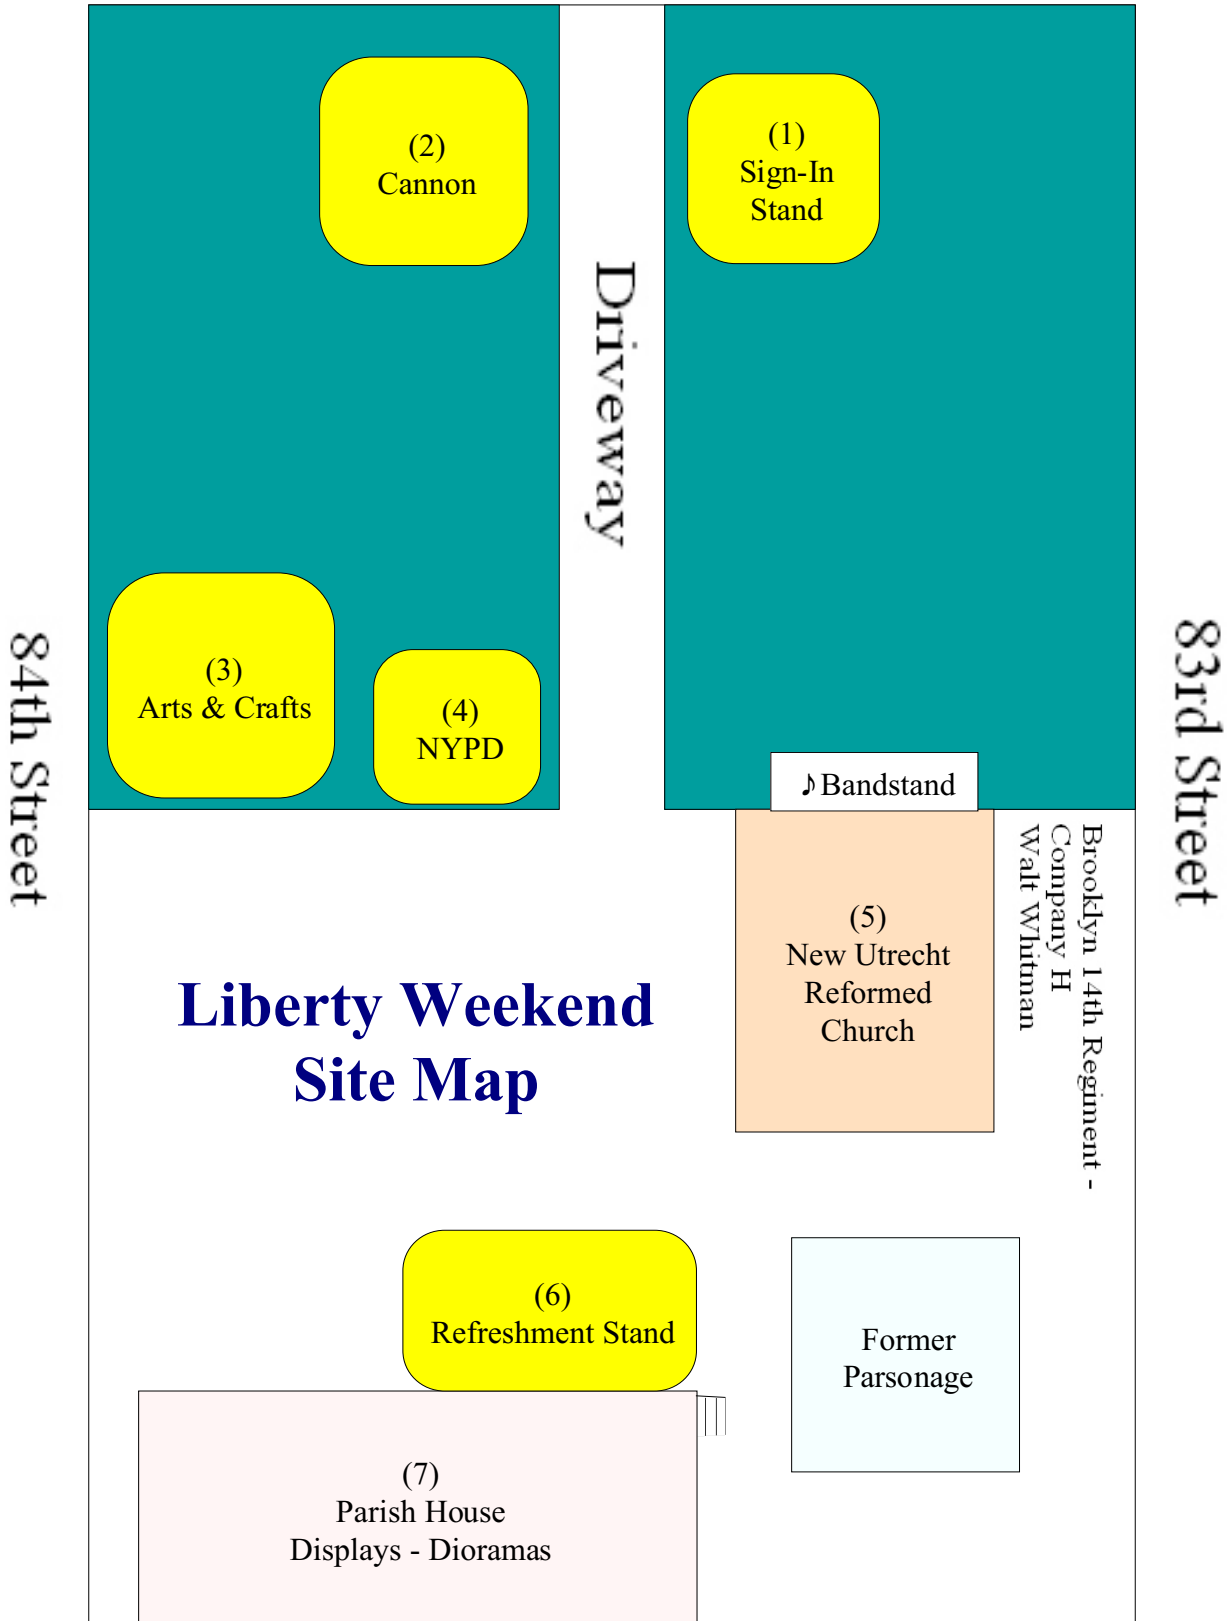 (2)
Cannon
(1)
Sign-In
Stand
Driveway
(3)
Arts & Crafts
(4)
NYPD
84th Street
83rd Street
♪Bandstand
Brooklyn 14th Regiment -
Company H
Walt Whitman
(5)
New Utrecht
Reformed
Church
Liberty Weekend
Site Map
(6)
Refreshment Stand
Former
Parsonage
(7)
Parish House
Displays - Dioramas